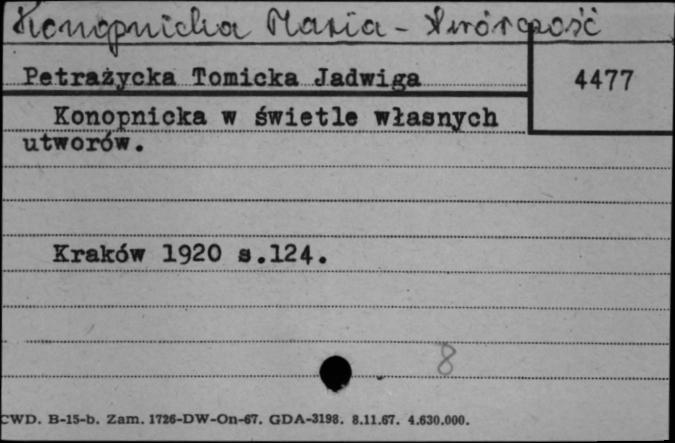 Konopnicka Maria - twórczość
Petrażycka Tomicka Jadwiga 4477
Konopnicka w świetle własnych
utworów.
Kraków 1920 s.124.
8
CWD. B-15-b. Zam. 1726-DW-On-67. GDA-3198. 8.11.67. 4.630.000.